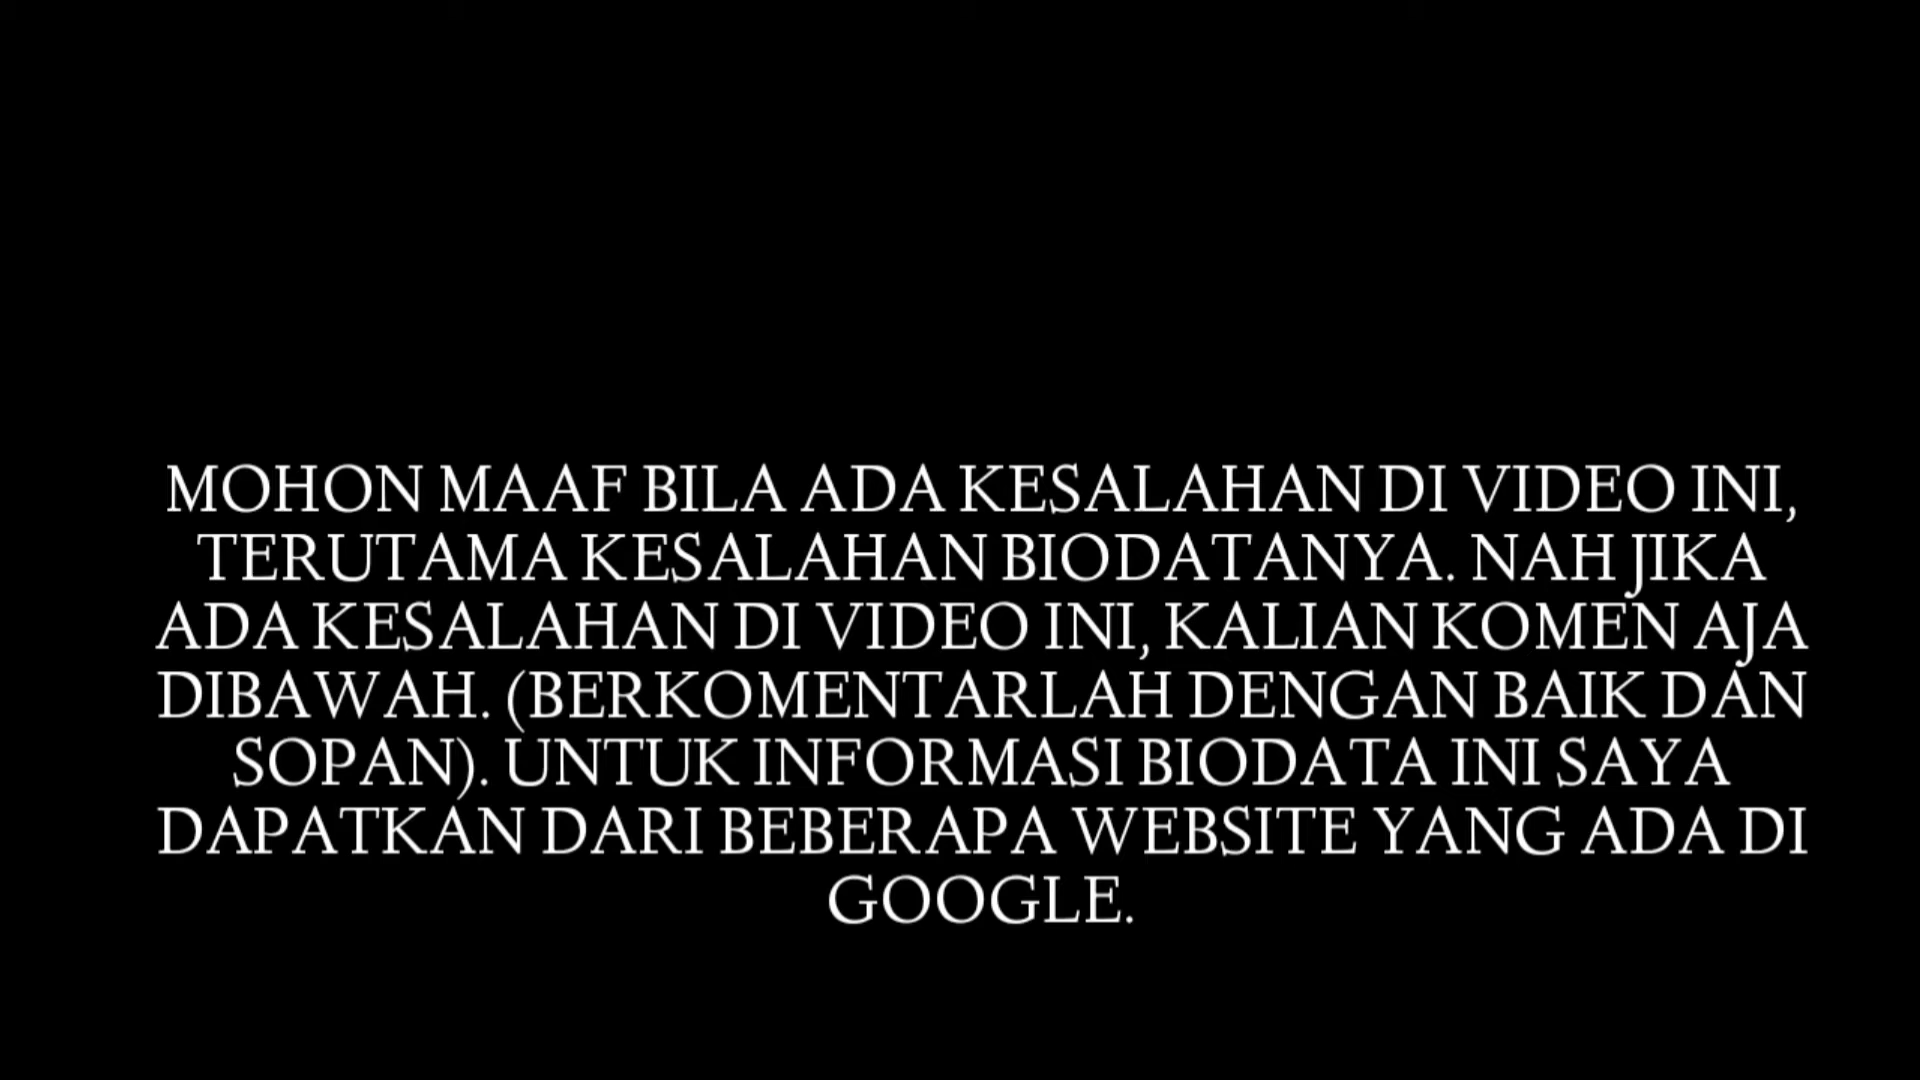 MOHON MAAF BILA ADA KESALAHAN DI VIDEO INI,
TERUTAMA KESALAHAN BIODATANYA. NAH JIKA
ADA KESALAHAN DI VIDEO INI, KALIAN KOMEN AJA
DIBAWAH. (BERKOMENTARLAH DENGAN BAIK DAN
SOPAN). UNTUK INFORMASI BIODATA INI SAYA
DAPATKAN DARI BEBERAPA WEBSITE YANG ADA DI
GOOGLE.